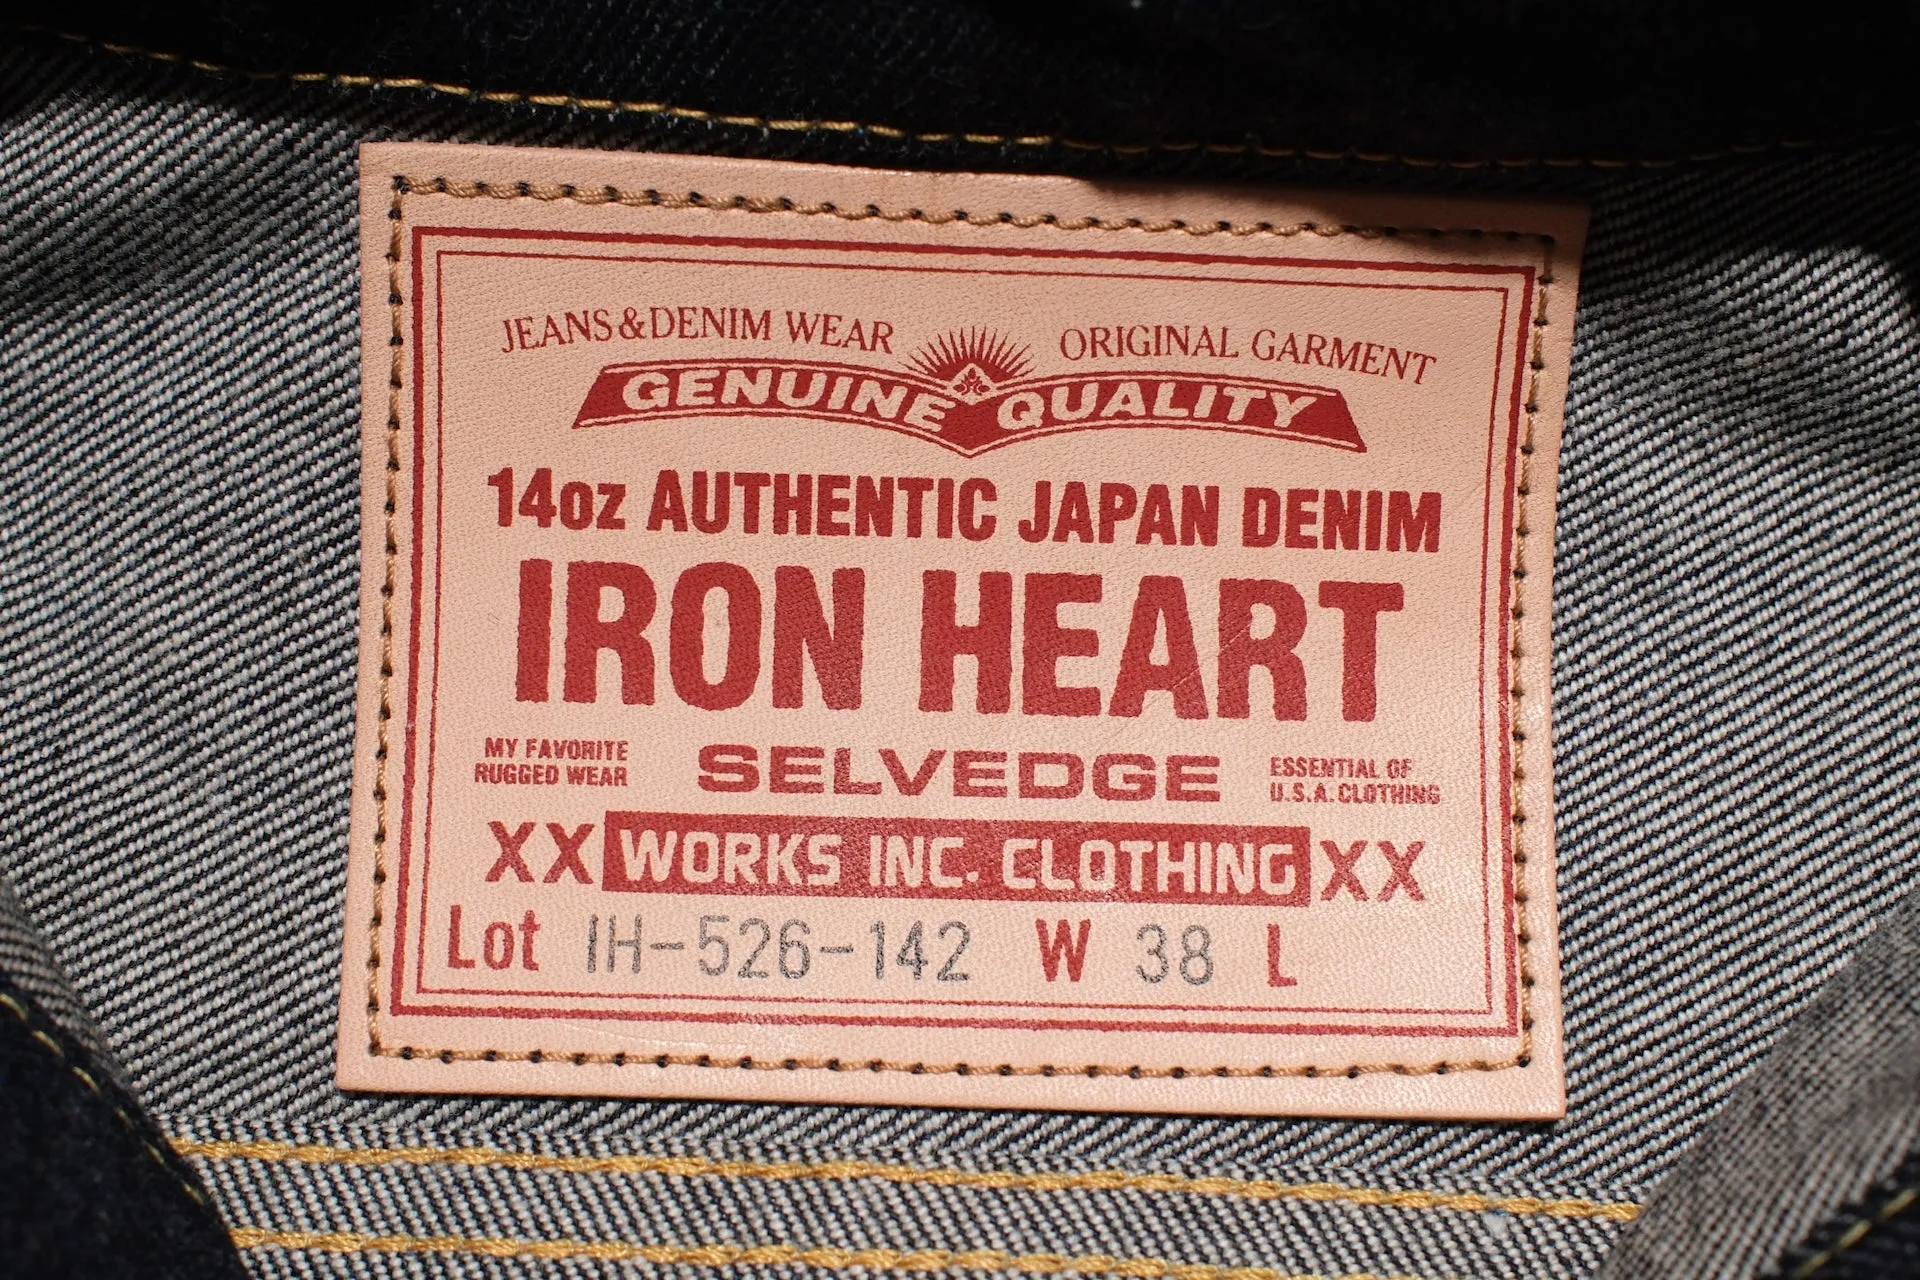 JEANS&DENIM WEAR ORIGINAL GARMENT
GENUINE QUALITY
14oz AUTHENTIC JAPAN DENIM
IRON HEART
MY FAVORITE
RUGGED WEAR
SELVEDGE
ESSENTIAL OF
U.S.A. CLOTHING
XX WORKS INC. CLOTHING XX
Lot IH-526-142 W 38 L